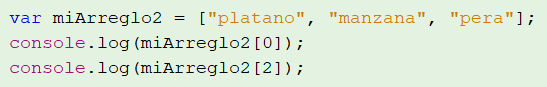 var miArreglo2 = ["platano", "manzana", "pera"];
console.log(miArreglo2[0]);
console.log(miArreglo2[2]);